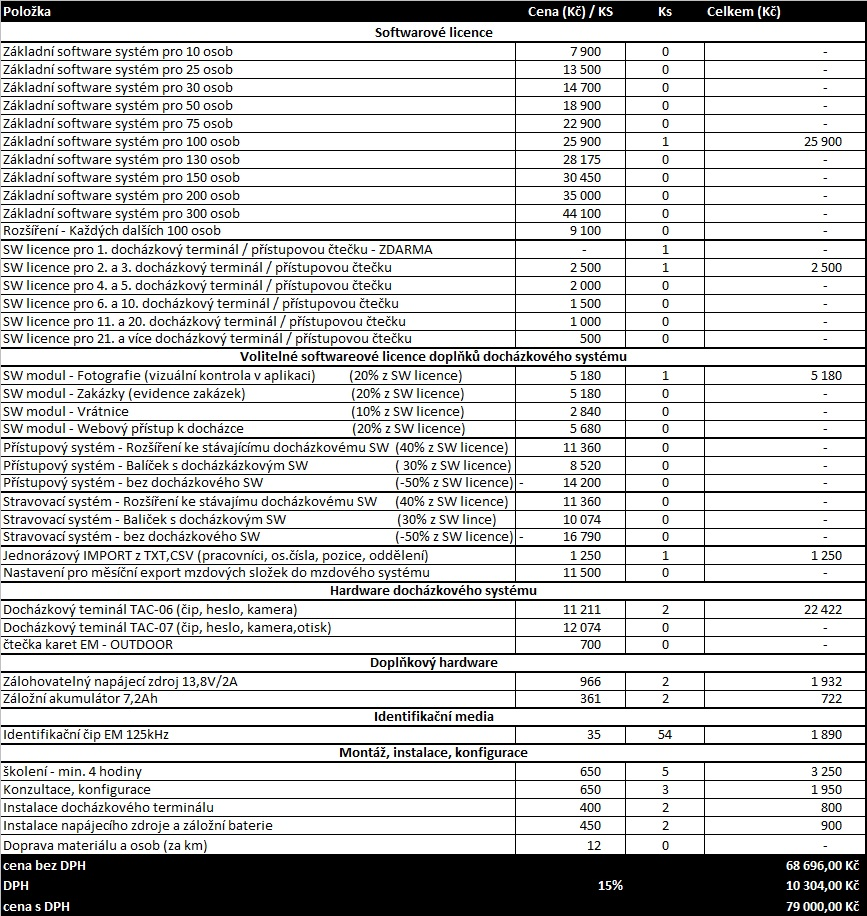 Položka Cena (Kč) / KS Ks Celkem (Kč)
Softwarové licence
Základní software systém pro 10 osob 7 900 0 -
Základní software systém pro 25 osob 13 500 0 -
Základní software systém pro 30 osob 14 700 0 -
Základní software systém pro 50 osob 18 900 0 -
Základní software systém pro 75 osob 22 900 0 -
Základní software systém pro 100 osob 25 900 1 25 900
Základní software systém pro 130 osob 28 175 0 -
Základní software systém pro 150 osob 30 450 0 -
Základní software systém pro 200 osob 35 000 0 -
Základní software systém pro 300 osob 44 100 0 -
Rozšíření - Každých dalších 100 osob 9 100 0 -
SW licence pro 1. docházkový terminál / přístupovou čtečku - ZDARMA - 1
SW licence pro 2. a 3. docházkový terminál / přístupovou čtečku 2 500 1 2 500
SW licence pro 4. a 5. docházkový terminál / přístupovou čtečku 2 000 0 -
SW licence pro 6. a 10. docházkový terminál / přístupovou čtečku 1 500 0 -
SW licence pro 11. a 20. docházkový terminál / přístupovou čtečku 1 000 0 -
SW licence pro 21. a více docházkový terminál / přístupovou čtečku 500 0 -
Volitelné softwareové licence doplňků docházkového systému
SW modul - Fotografie (vizuální kontrola v aplikaci) (20% z SW licence) 5 180 1 5 180
SW modul - Zakázky (evidence zakázek) (20% z SW licence) 5 180 0 -
SW modul - Vrátnice (10% z SW licence) 2 840 0 -
SW modul - Webový přístup k docházce (20% z SW licence) 5 680 0 -
Přístupový systém - Rozšíření ke stávajícímu docházkovému SW (40% z SW licence) 11 360 0 -
Přístupový systém - Balíček s docházkázkovým SW ( 30% z SW licence) 8 520 0 -
Přístupový systém - bez docházkového SW (-50% z SW licence) - 14 200 0 -
Stravovací systém - Rozšíření ke stávajímu docházkovému SW (40% z SW licence) 11 360 0 -
Stravovací systém - Baliček s docházkovým SW (30% z SW lince) 10 074 0 -
Stravovací systém - bez docházkového SW (-50% z SW licence) - 16 790 0 -
Jednorázový IMPORT z TXT,CSV (pracovníci, os.čísla, pozice, oddělení) 1 250 1 1 250
Nastavení pro měsíční export mzdových složek do mzdového systému 11 500 0 -
Hardware docházkového systému
Docházkový teminál TAC-06 (čip, heslo, kamera) 11 211 2 22 422
Docházkový teminál TAC-07 (čip, heslo, kamera,otisk) 12 074 0 -
čtečka karet EM - OUTDOOR 700 0 -
Doplňkový hardware
Zálohovatelný napájecí zdroj 13,8V/2A 966 2 1 932
Záložní akumulátor 7,2Ah 361 2 722
Identifikační media
Identifikační čip EM 125kHz 35 54 1 890
Montáž, instalace, konfigurace
školení - min. 4 hodiny 650 5 3 250
Konzultace, konfigurace 650 3 1 950
Instalace docházkového terminálu 400 2 800
Instalace napájecího zdroje a záložní baterie 450 2 900
Doprava materiálu a osob (za km) 12 0 -
cena bez DPH 68 696,00 Kč
DPH 15% 10 304,00 Kč
cena s DPH 79 000,00 Kč